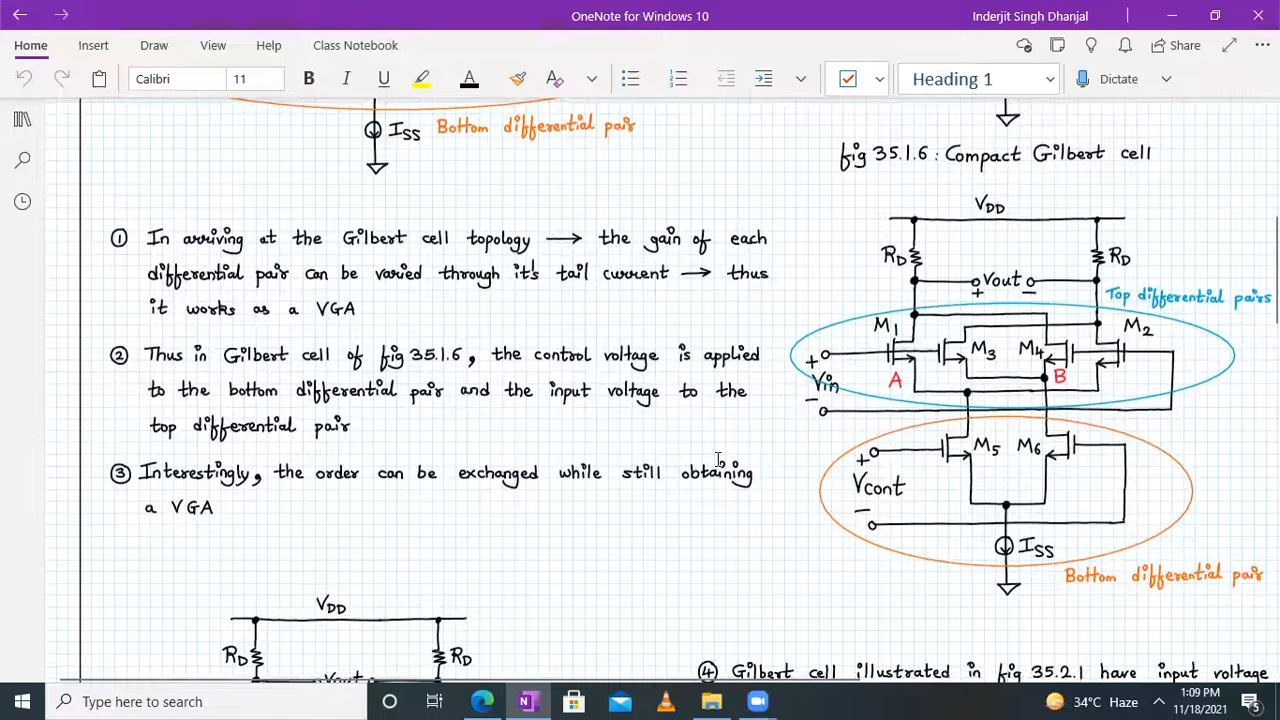 OneNote for Windows 10
Inderjit Singh Dhanjal
Home Insert Draw View Help Class Notebook
Share
Calibri
11
B I U A
Heading 1
Dictate
ISS Bottom differential pair
fig 35.1.6 : Compact Gilbert cell
① In arriving at the Gilbert cell topology → the gain of each
differential pair can be varied through it's tail current → thus
it works as a VGA
② Thus in Gilbert cell of fig 35.1.6, the control voltage is applied
to the bottom differential pair and the input voltage to the
top differential pair
③ Interestingly, the order can be exchanged while still obtaining
a VGA
VDD
RD RD
+ Vout −
Top differential pairs
M1 M3 M4 M2
+ A B
Vin
−
M5 M6
+
Vcont
−
ISS
Bottom differential pair
VDD
RD RD
Vout
④ Gilbert cell illustrated in fig 35.2.1 have input voltage
Type here to search
N
34°C Haze
1:09 PM
11/18/2021
5